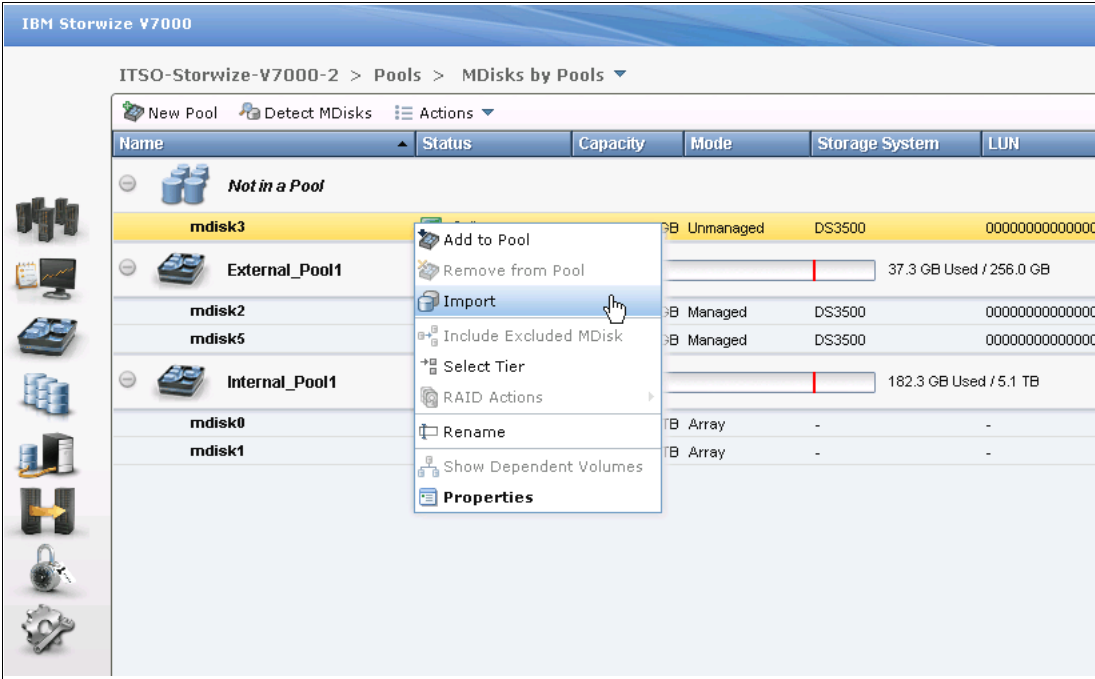 IBM Storwize V7000
ITSO-Storwize-V7000-2 > Pools > MDisks by Pools
New Pool Detect MDisks Actions
Name Status Capacity Mode Storage System LUN
Not in a Pool
mdisk3 GB Unmanaged DS3500 00000000000000
Add to Pool
External_Pool1 37.3 GB Used / 256.0 GB
Remove from Pool
Import
mdisk2 GB Managed DS3500 00000000000000
Include Excluded MDisk
mdisk5 GB Managed DS3500 00000000000000
Select Tier
Internal_Pool1 182.3 GB Used / 5.1 TB
RAID Actions
mdisk0 TB Array - -
Rename
mdisk1 TB Array - -
Show Dependent Volumes
Properties